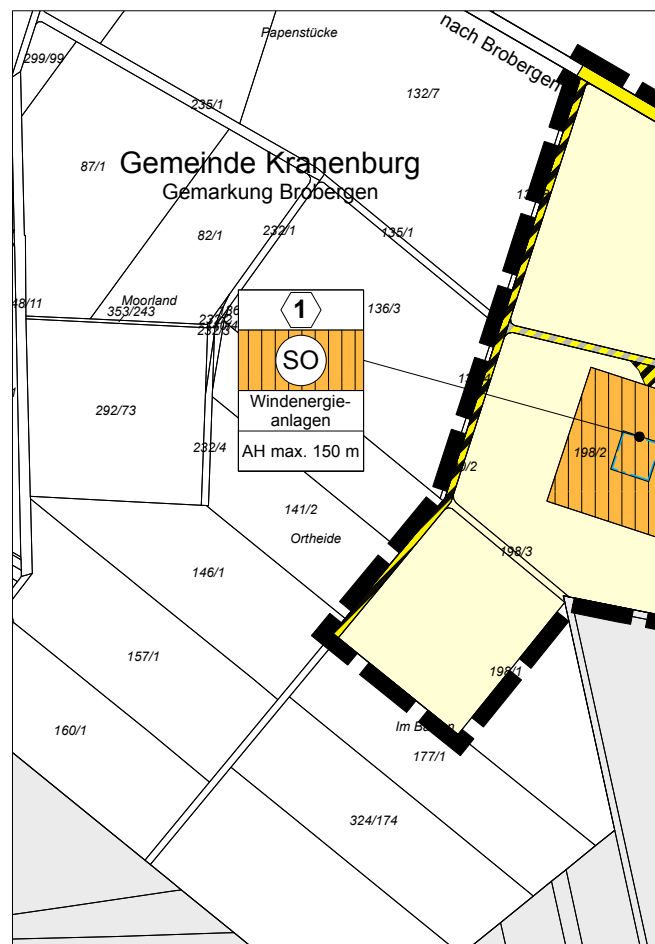 Papenstücke
nach Brobergen
299/99
132/7
235/1
87/1
Gemeinde Kranenburg
Gemarkung Brobergen
82/1
232/1
135/1
Moorland
353/243
136/3
1
SO
Windenergie-
anlagen
AH max. 150 m
292/73
232/4
198/2
141/2
Ortheide
198/3
146/1
157/1
198/1
160/1
177/1
324/174